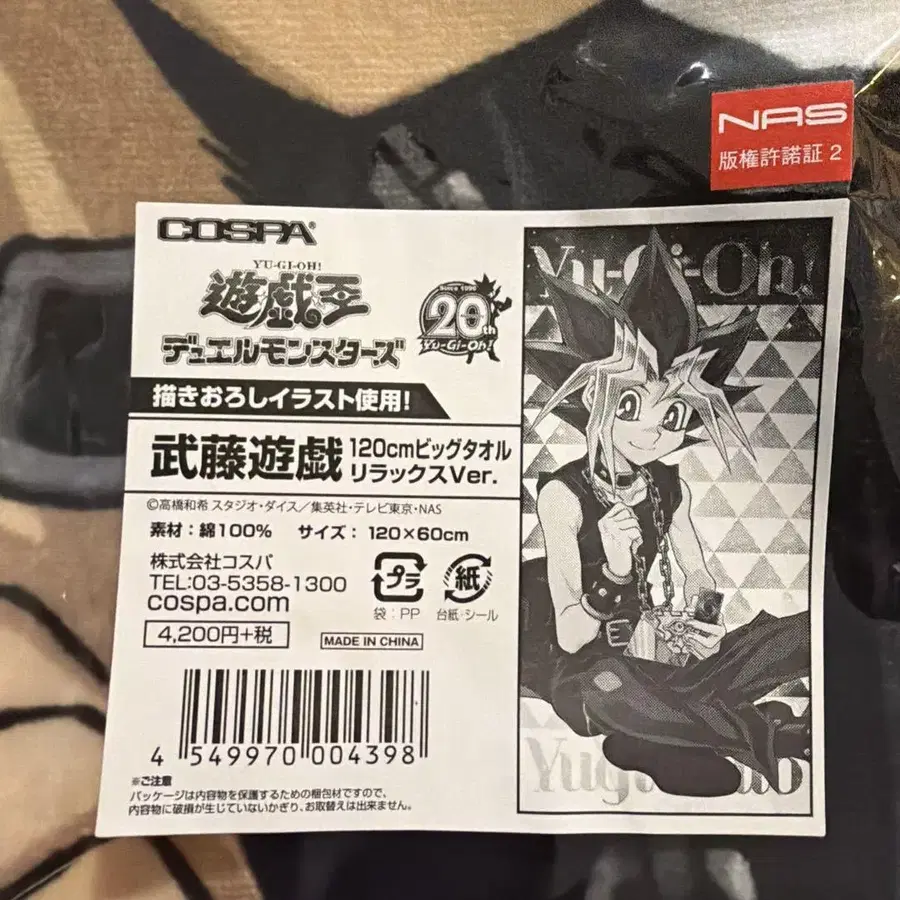 NAS
版権許諾証 2
COSPA®
YU-GI-OH!
遊戯王
デュエルモンスターズ
Since 1996
20th
Yu-Gi-Oh!
描きおろしイラスト使用!
武藤遊戯 120cmビッグタオル
リラックスVer.
©高橋和希 スタジオ・ダイス／集英社・テレビ東京・NAS
素材：綿100% サイズ：120×60cm
株式会社コスパ
TEL:03-5358-1300
cospa.com
プラ
袋：PP
紙
台紙・シール
4,200円+税
MADE IN CHINA
4 549970 004398
※ご注意
パッケージは内容物を保護するための梱包材ですので、
内容物に破損が生じていないかぎり、お取替えは出来ません。
Yu-Gi-Oh!